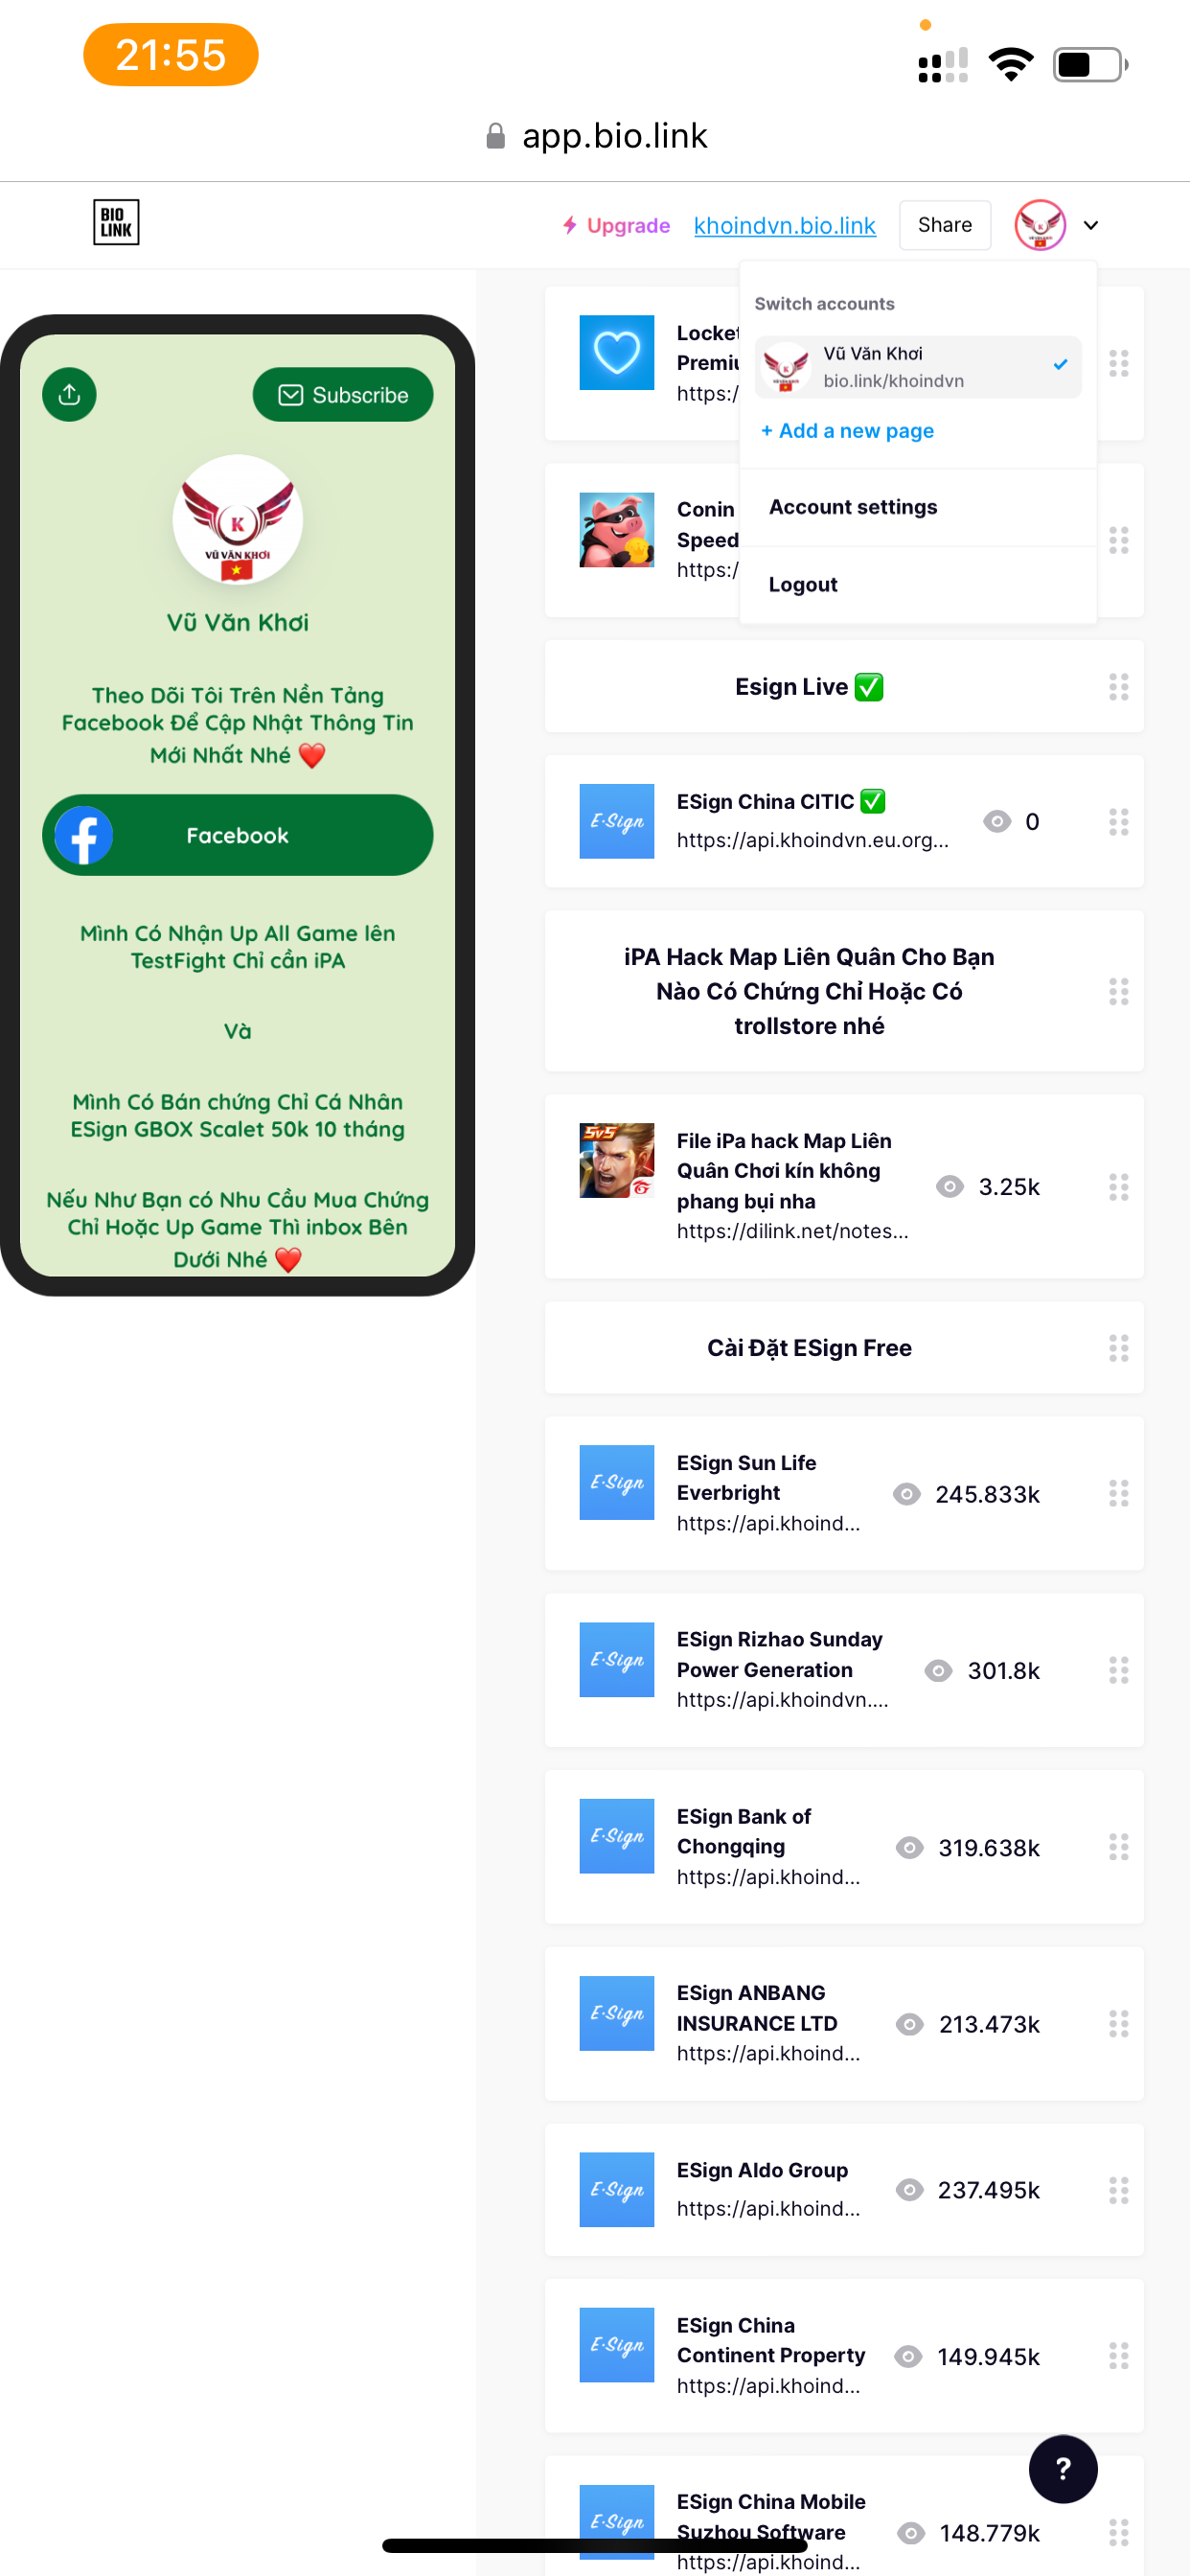 21:55
app.bio.link
BIO
LINK
Upgrade
khoindvn.bio.link
Share
Switch accounts
Vũ Văn Khơi
bio.link/khoindvn
+ Add a new page
Account settings
Logout
Subscribe
K
VŨ VĂN KHƠI
Vũ Văn Khơi
Theo Dõi Tôi Trên Nền Tảng
Facebook Để Cập Nhật Thông Tin
Mới Nhất Nhé ❤️
Facebook
Mình Có Nhận Up All Game lên
TestFight Chỉ cần iPA
Và
Mình Có Bán chứng Chỉ Cá Nhân
ESign GBOX Scalet 50k 10 tháng
Nếu Như Bạn có Nhu Cầu Mua Chứng
Chỉ Hoặc Up Game Thì inbox Bên
Dưới Nhé ❤️
Locket
Premiu
https:/
Conin
Speed
https:/
Esign Live ✅
E·Sign
ESign China CITIC ✅
https://api.khoindvn.eu.org...
0
iPA Hack Map Liên Quân Cho Bạn
Nào Có Chứng Chỉ Hoặc Có
trollstore nhé
5v5
File iPa hack Map Liên
Quân Chơi kín không
phang bụi nha
https://dilink.net/notes...
3.25k
Cài Đặt ESign Free
E·Sign
ESign Sun Life
Everbright
https://api.khoind...
245.833k
E·Sign
ESign Rizhao Sunday
Power Generation
https://api.khoindvn....
301.8k
E·Sign
ESign Bank of
Chongqing
https://api.khoind...
319.638k
E·Sign
ESign ANBANG
INSURANCE LTD
https://api.khoind...
213.473k
E·Sign
ESign Aldo Group
https://api.khoind...
237.495k
E·Sign
ESign China
Continent Property
https://api.khoind...
149.945k
?
E·Sign
ESign China Mobile
Suzhou Software
https://api.khoind...
148.779k